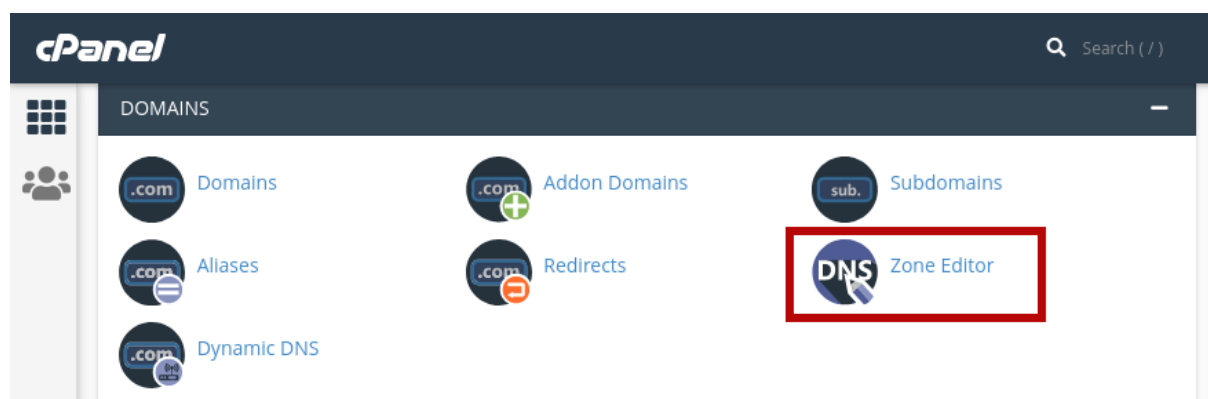 cPanel
Search ( / )
DOMAINS
.com Domains
.com Addon Domains
sub. Subdomains
.com Aliases
.com Redirects
DNS Zone Editor
.com Dynamic DNS